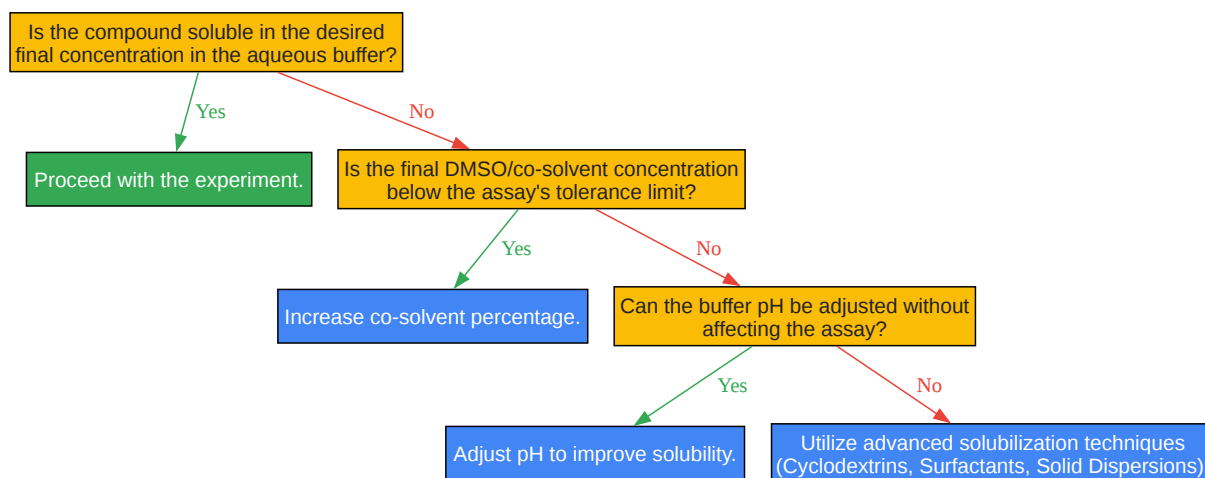 Is the compound soluble in the desired
final concentration in the aqueous buffer?
Yes
No
Proceed with the experiment.
Is the final DMSO/co-solvent concentration
below the assay's tolerance limit?
Yes
No
Increase co-solvent percentage.
Can the buffer pH be adjusted without
affecting the assay?
Yes
No
Adjust pH to improve solubility.
Utilize advanced solubilization techniques
(Cyclodextrins, Surfactants, Solid Dispersions)